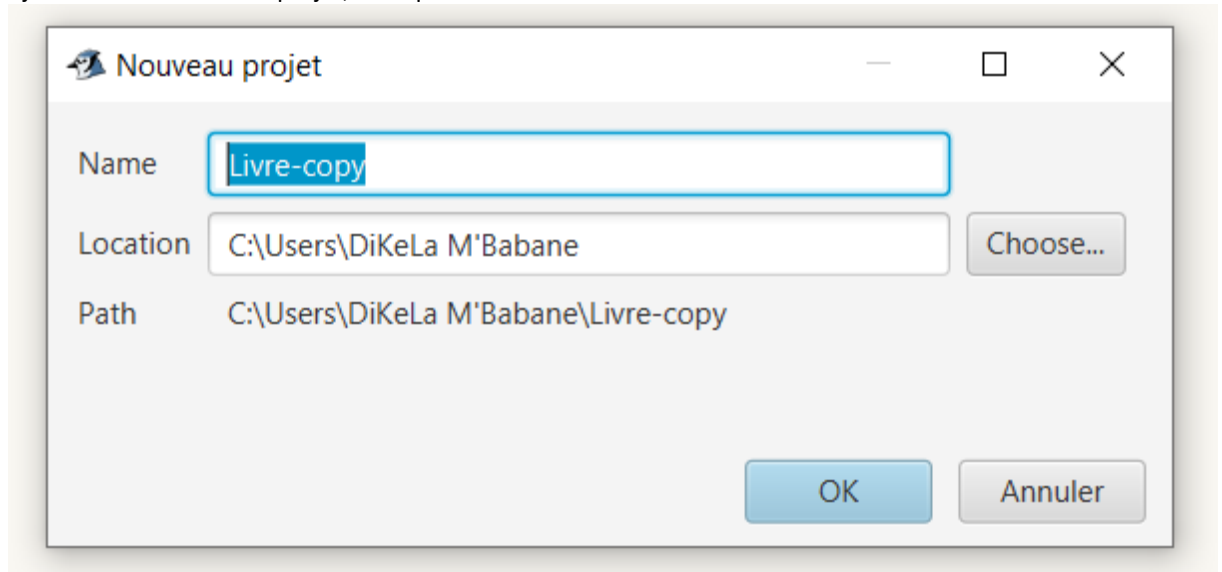 Nouveau projet
Name Livre-copy
Location C:\Users\DiKeLa M'Babane Choose...
Path C:\Users\DiKeLa M'Babane\Livre-copy
OK Annuler